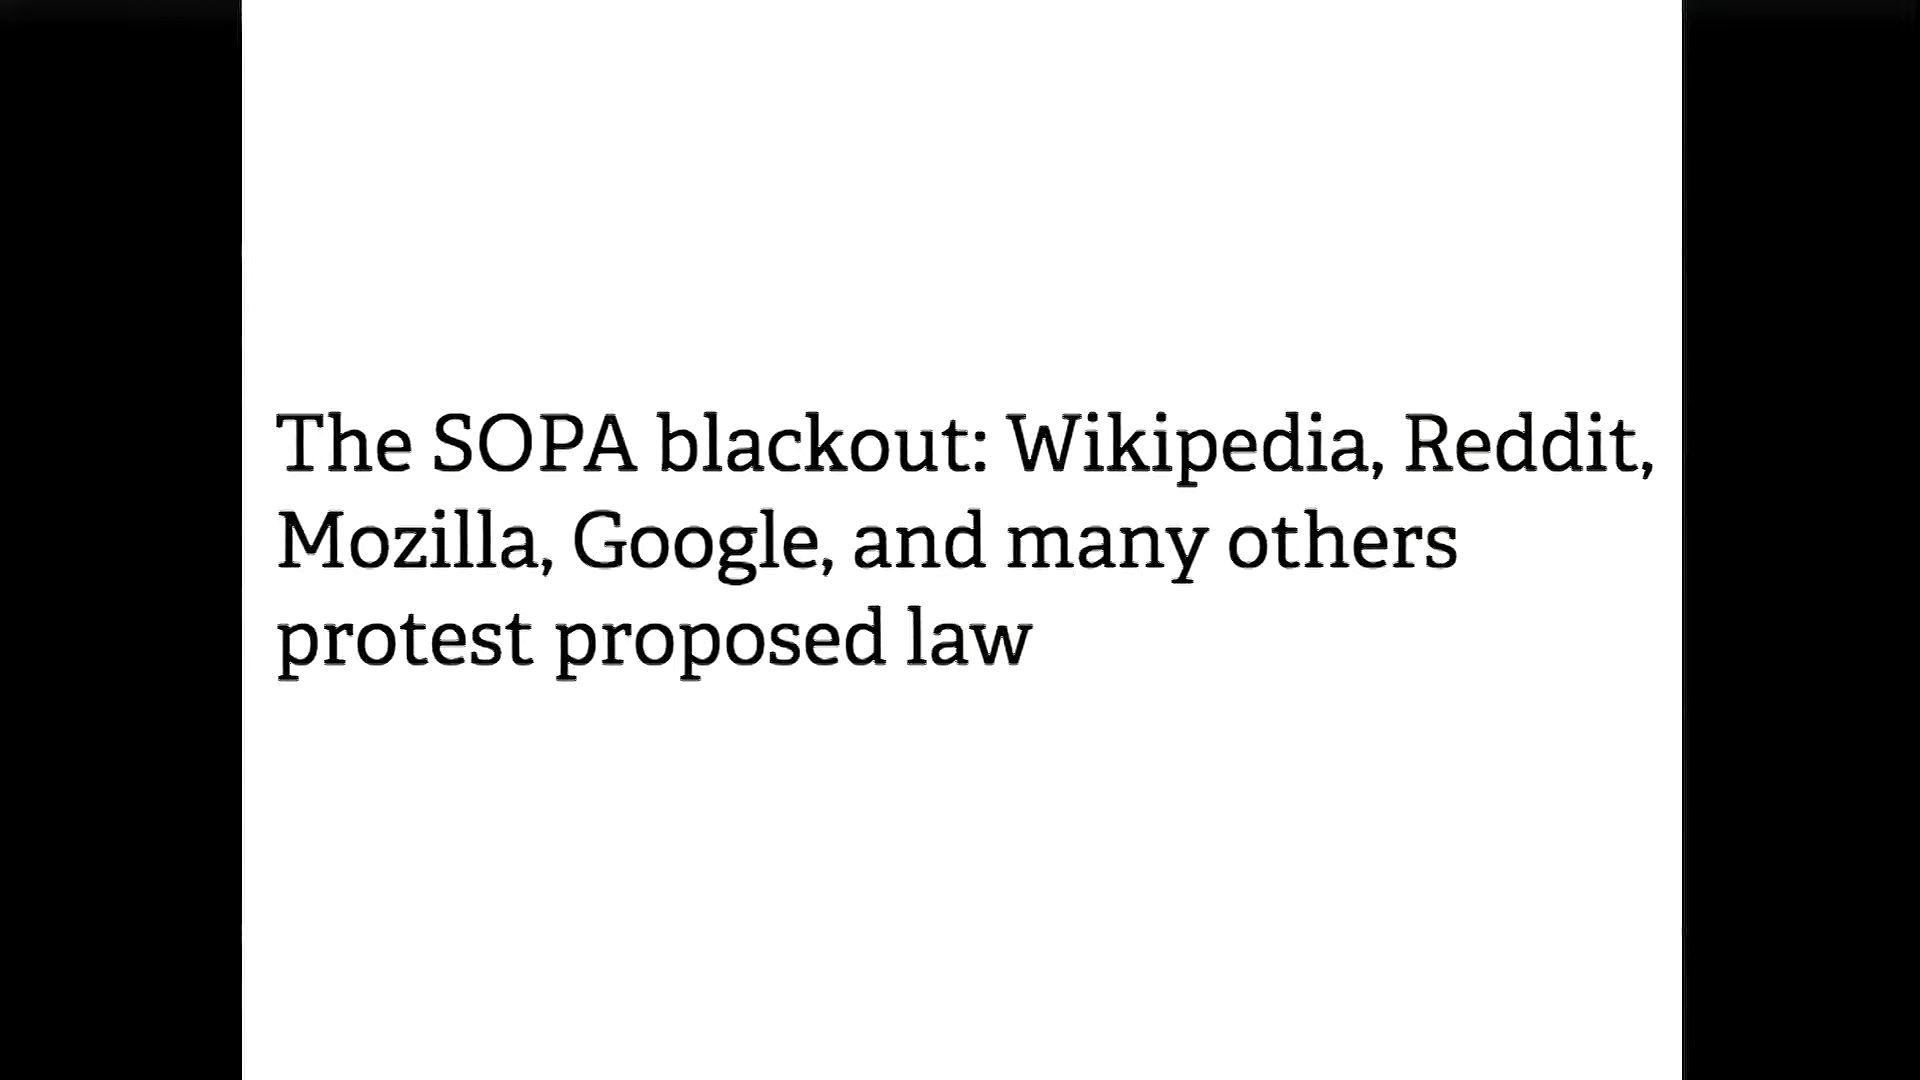 The SOPA blackout: Wikipedia, Reddit,
Mozilla, Google, and many others
protest proposed law